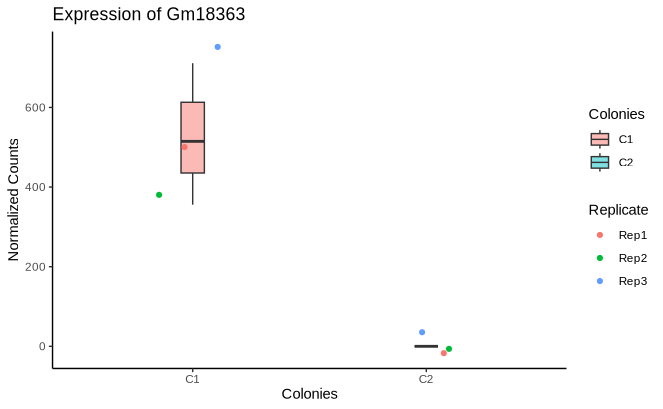 Expression of Gm18363
Normalized Counts
600
400
200
0
C1
C2
Colonies
Colonies
C1
C2
Replicate
Rep1
Rep2
Rep3